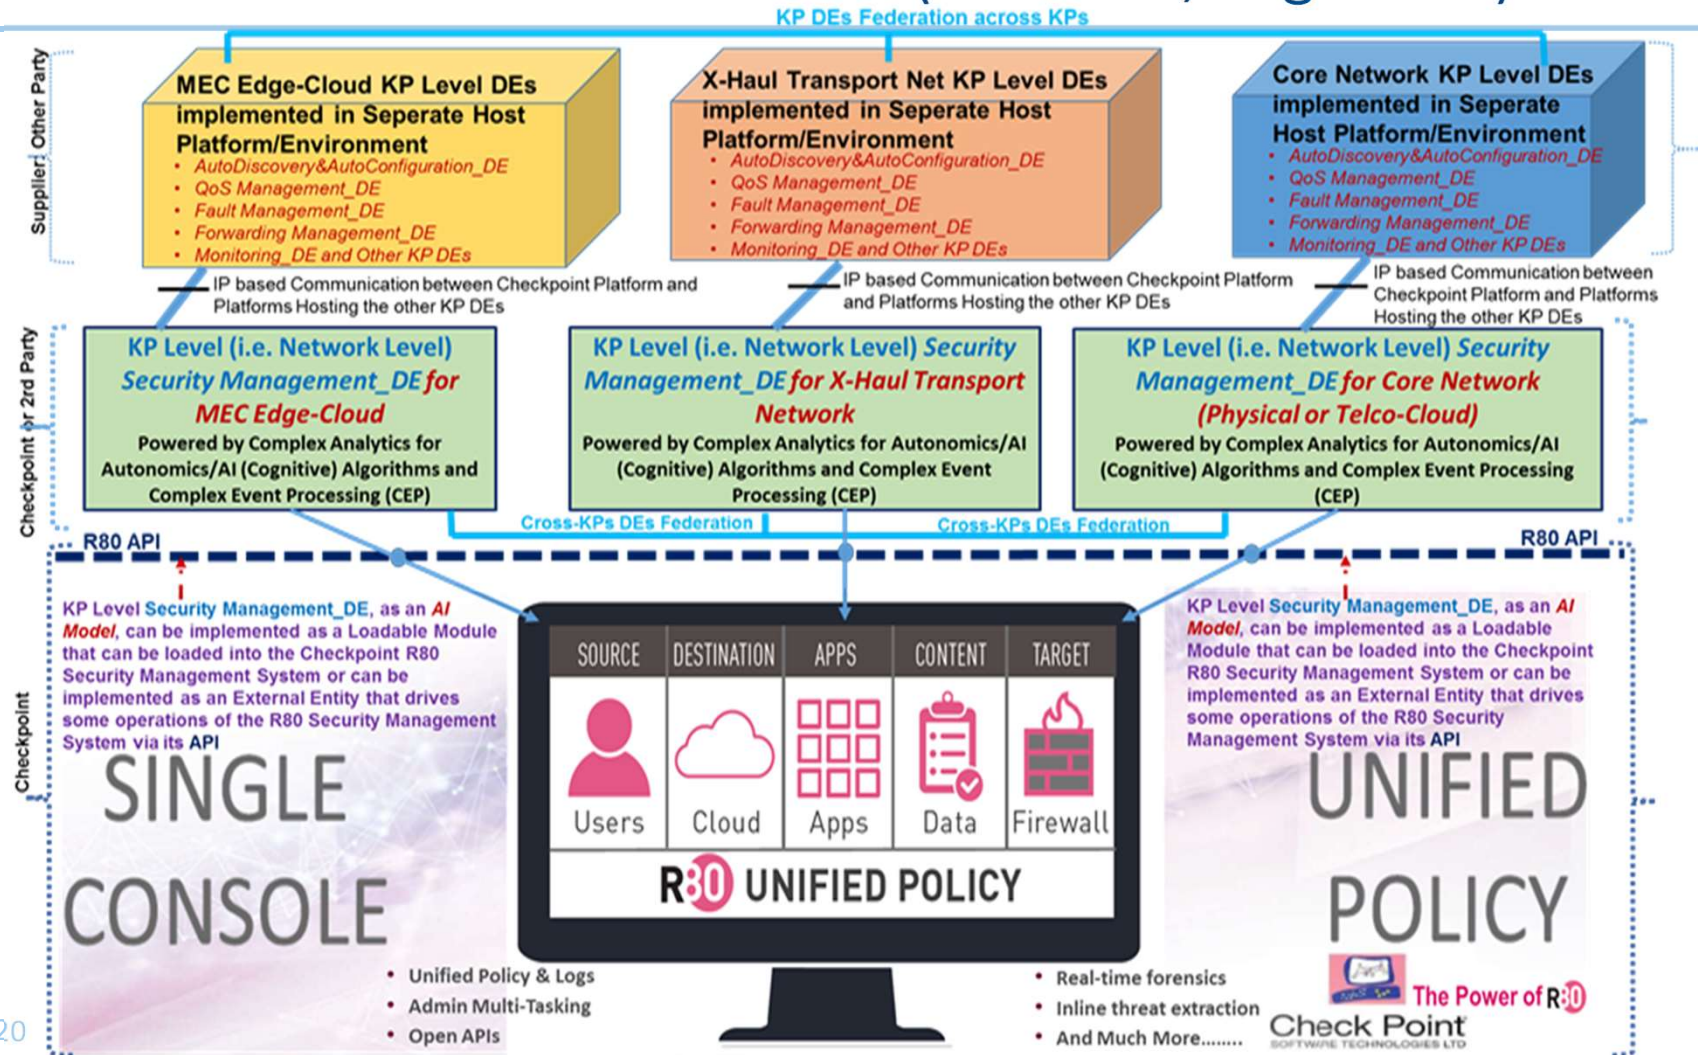 KP DEs Federation across KPs
Supplier: Other Party
MEC Edge-Cloud KP Level DEs
implemented in Seperate Host
Platform/Environment
• AutoDiscovery&AutoConfiguration_DE
• QoS Management_DE
• Fault Management_DE
• Forwarding Management_DE
• Monitoring_DE and Other KP DEs
X-Haul Transport Net KP Level DEs
implemented in Seperate Host
Platform/Environment
• AutoDiscovery&AutoConfiguration_DE
• QoS Management_DE
• Fault Management_DE
• Forwarding Management_DE
• Monitoring_DE and Other KP DEs
Core Network KP Level DEs
implemented in Seperate
Host Platform/Environment
• AutoDiscovery&AutoConfiguration_DE
• QoS Management_DE
• Fault Management_DE
• Forwarding Management_DE
• Monitoring_DE and Other KP DEs
IP based Communication between Checkpoint Platform and
Platforms Hosting the other KP DEs
IP based Communication between Checkpoint Platform
and Platforms Hosting the other KP DEs
IP based Communication between
Checkpoint Platform and Platforms
Hosting the other KP DEs
Checkpoint or 2rd Party
KP Level (i.e. Network Level)
Security Management_DE for
MEC Edge-Cloud
Powered by Complex Analytics for
Autonomics/AI (Cognitive) Algorithms and
Complex Event Processing (CEP)
KP Level (i.e. Network Level) Security
Management_DE for X-Haul Transport
Network
Powered by Complex Analytics for Autonomics/AI
(Cognitive) Algorithms and Complex Event
Processing (CEP)
KP Level (i.e. Network Level) Security
Management_DE for Core Network
(Physical or Telco-Cloud)
Powered by Complex Analytics for Autonomics/AI
(Cognitive) Algorithms and Complex Event Processing
(CEP)
Cross-KPs DEs Federation
Cross-KPs DEs Federation
R80 API
R80 API
Checkpoint
KP Level Security Management_DE, as an AI
Model, can be implemented as a Loadable Module
that can be loaded into the Checkpoint R80
Security Management System or can be
implemented as an External Entity that drives
some operations of the R80 Security Management
System via its API
SINGLE
CONSOLE
SOURCE
DESTINATION
APPS
CONTENT
TARGET
Users
Cloud
Apps
Data
Firewall
R80 UNIFIED POLICY
KP Level Security Management_DE, as an AI
Model, can be implemented as a Loadable
Module that can be loaded into the Checkpoint
R80 Security Management System or can be
implemented as an External Entity that drives
some operations of the R80 Security
Management System via its API
UNIFIED
POLICY
• Unified Policy & Logs
• Admin Multi-Tasking
• Open APIs
• Real-time forensics
• Inline threat extraction
• And Much More........
The Power of R80
Check Point
SOFTWARE TECHNOLOGIES LTD
20